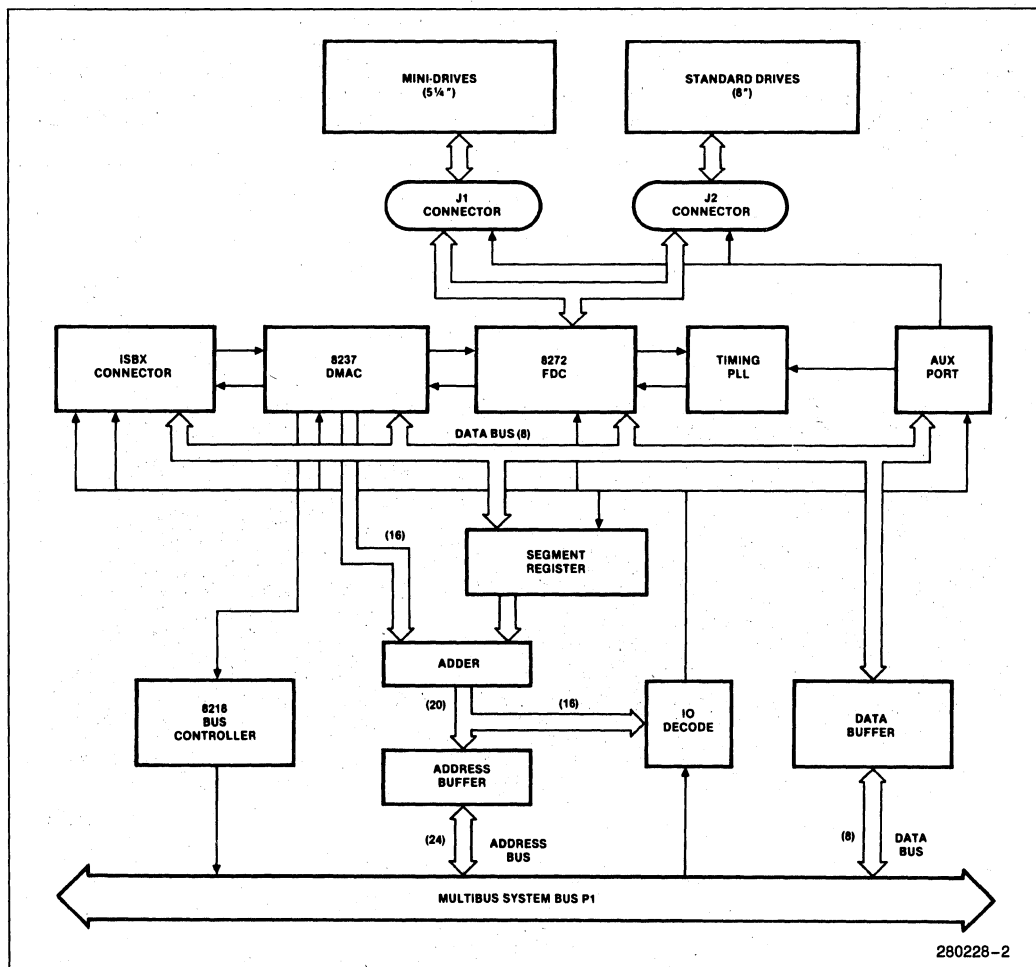 MINI-DRIVES
(5¼″)
STANDARD DRIVES
(8″)
J1
CONNECTOR
J2
CONNECTOR
ISBX
CONNECTOR
8237
DMAC
8272
FDC
TIMING
PLL
AUX
PORT
DATA BUS (8)
(16)
SEGMENT
REGISTER
ADDER
8218
BUS
CONTROLLER
(20)
(16)
IO
DECODE
DATA
BUFFER
ADDRESS
BUFFER
(24)
ADDRESS
BUS
(8)
DATA
BUS
MULTIBUS SYSTEM BUS P1
280228-2